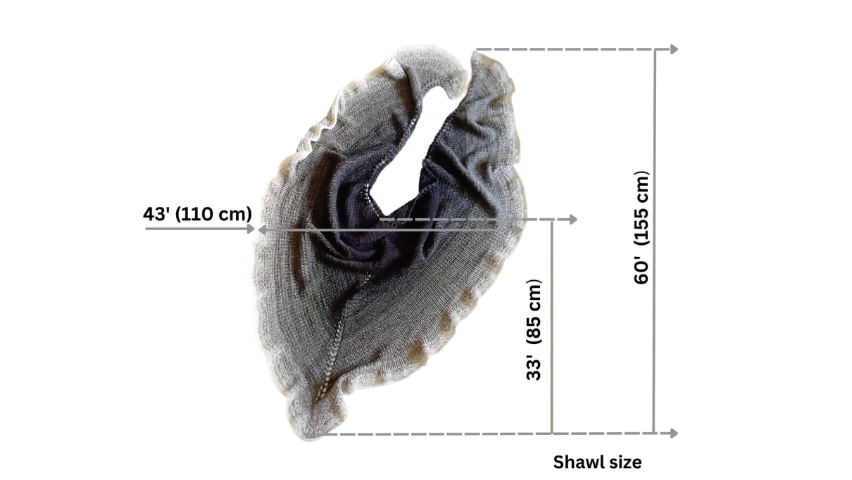 43' (110 cm)
60' (155 cm)
33' (85 cm)
Shawl size